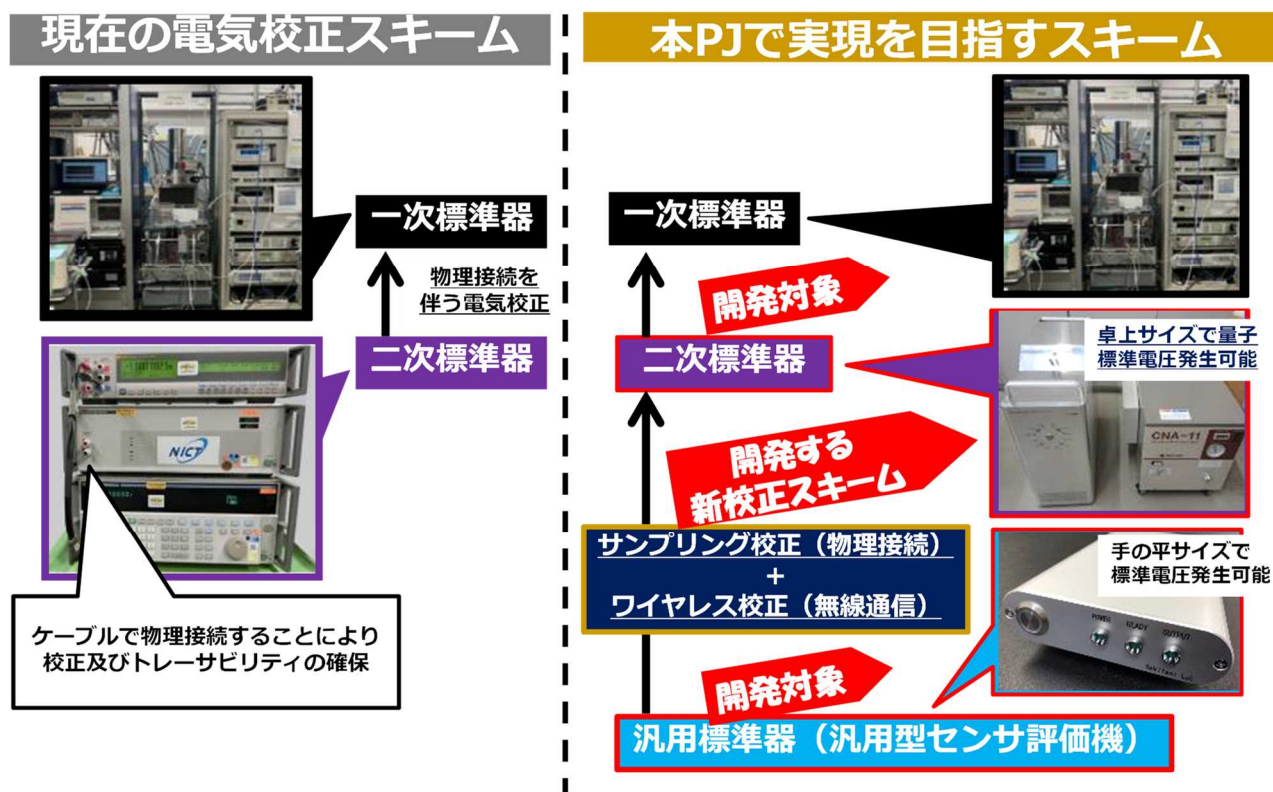 現在の電気校正スキーム
一次標準器
物理接続を
伴う電気校正
二次標準器
NICT
ケーブルで物理接続することにより
校正及びトレーサビリティの確保
本PJで実現を目指すスキーム
一次標準器
開発対象
二次標準器
卓上サイズで量子
標準電圧発生可能
CNA-11
開発する
新校正スキーム
サンプリング校正（物理接続）
+
ワイヤレス校正（無線通信）
手の平サイズで
標準電圧発生可能
POWER READY OUTPUT
開発対象
汎用標準器（汎用型センサ評価機）